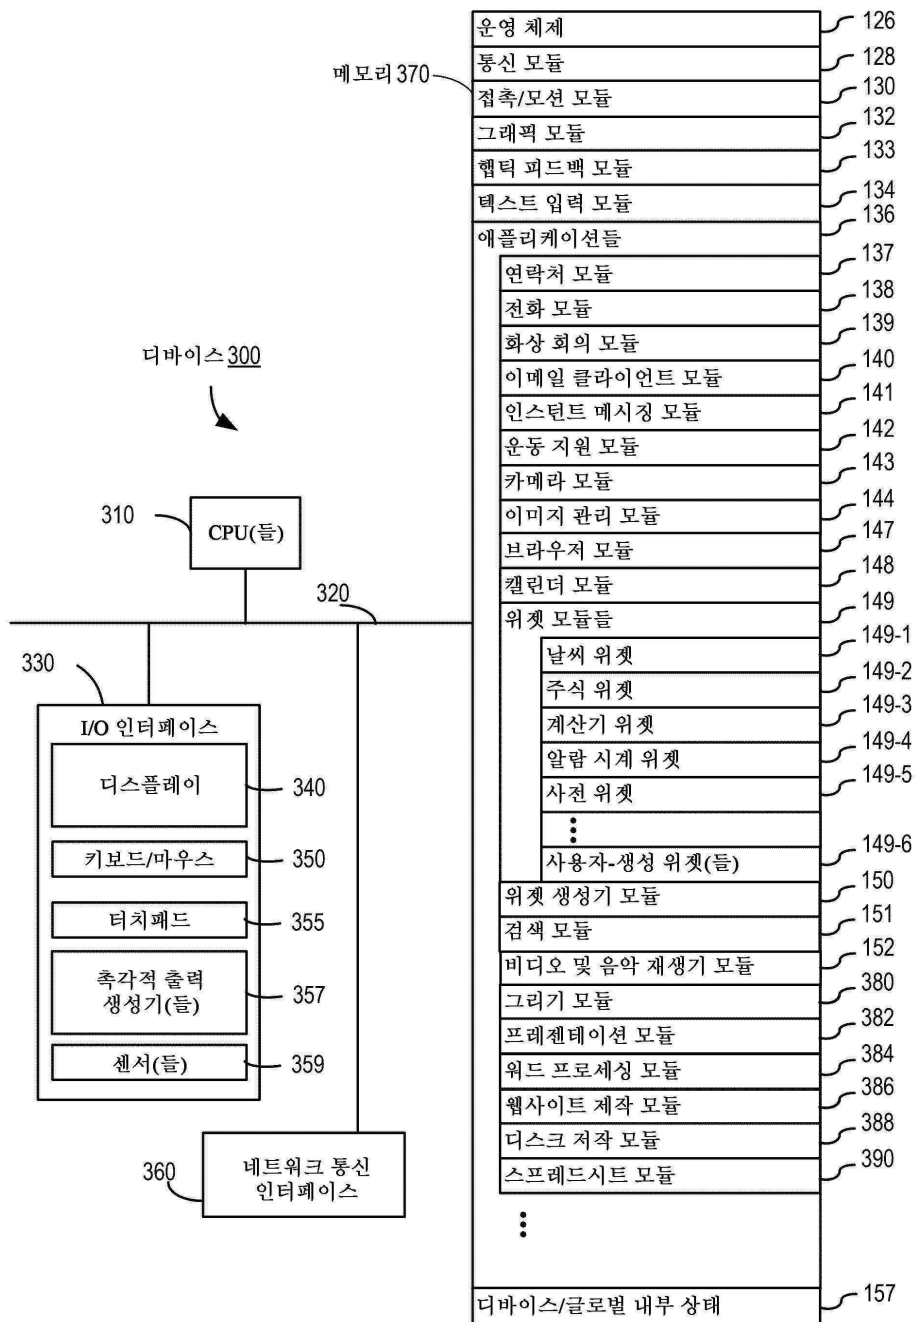 메모리 370
운영 체제 126
통신 모듈 128
접촉/모션 모듈 130
그래픽 모듈 132
햅틱 피드백 모듈 133
텍스트 입력 모듈 134
애플리케이션들 136
연락처 모듈 137
전화 모듈 138
화상 회의 모듈 139
이메일 클라이언트 모듈 140
인스턴트 메시징 모듈 141
운동 지원 모듈 142
카메라 모듈 143
이미지 관리 모듈 144
브라우저 모듈 147
캘린더 모듈 148
위젯 모듈들 149
날씨 위젯 149-1
주식 위젯 149-2
계산기 위젯 149-3
알람 시계 위젯 149-4
사전 위젯 149-5
사용자-생성 위젯(들) 149-6
위젯 생성기 모듈 150
검색 모듈 151
비디오 및 음악 재생기 모듈 152
그리기 모듈 380
프레젠테이션 모듈 382
워드 프로세싱 모듈 384
웹사이트 제작 모듈 386
디스크 저작 모듈 388
스프레드시트 모듈 390
디바이스/글로벌 내부 상태 157
디바이스 300
310
CPU(들)
320
330
I/O 인터페이스
디스플레이 340
키보드/마우스 350
터치패드 355
촉각적 출력
생성기(들) 357
센서(들) 359
360
네트워크 통신
인터페이스